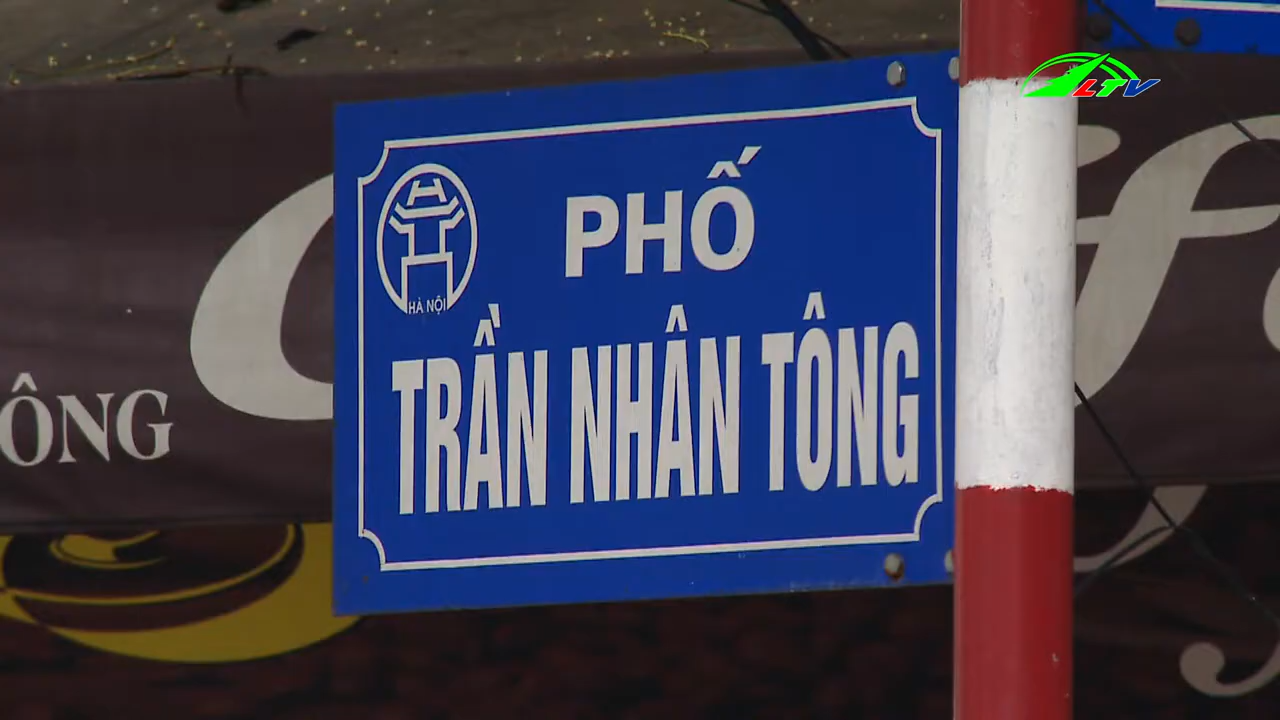 LTV
PHỐ
HÀ NỘI
TRẦN NHÂN TÔNG
ÔNG